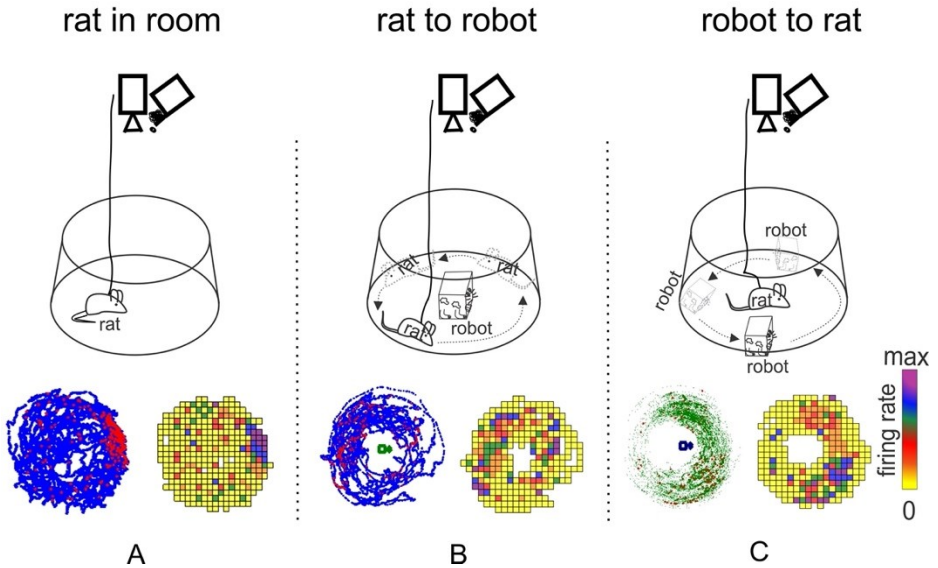 rat in room
rat to robot
robot to rat
rat
rat
rat
robot
rat
robot
robot
rat
robot
max
firing rate
0
A
B
C